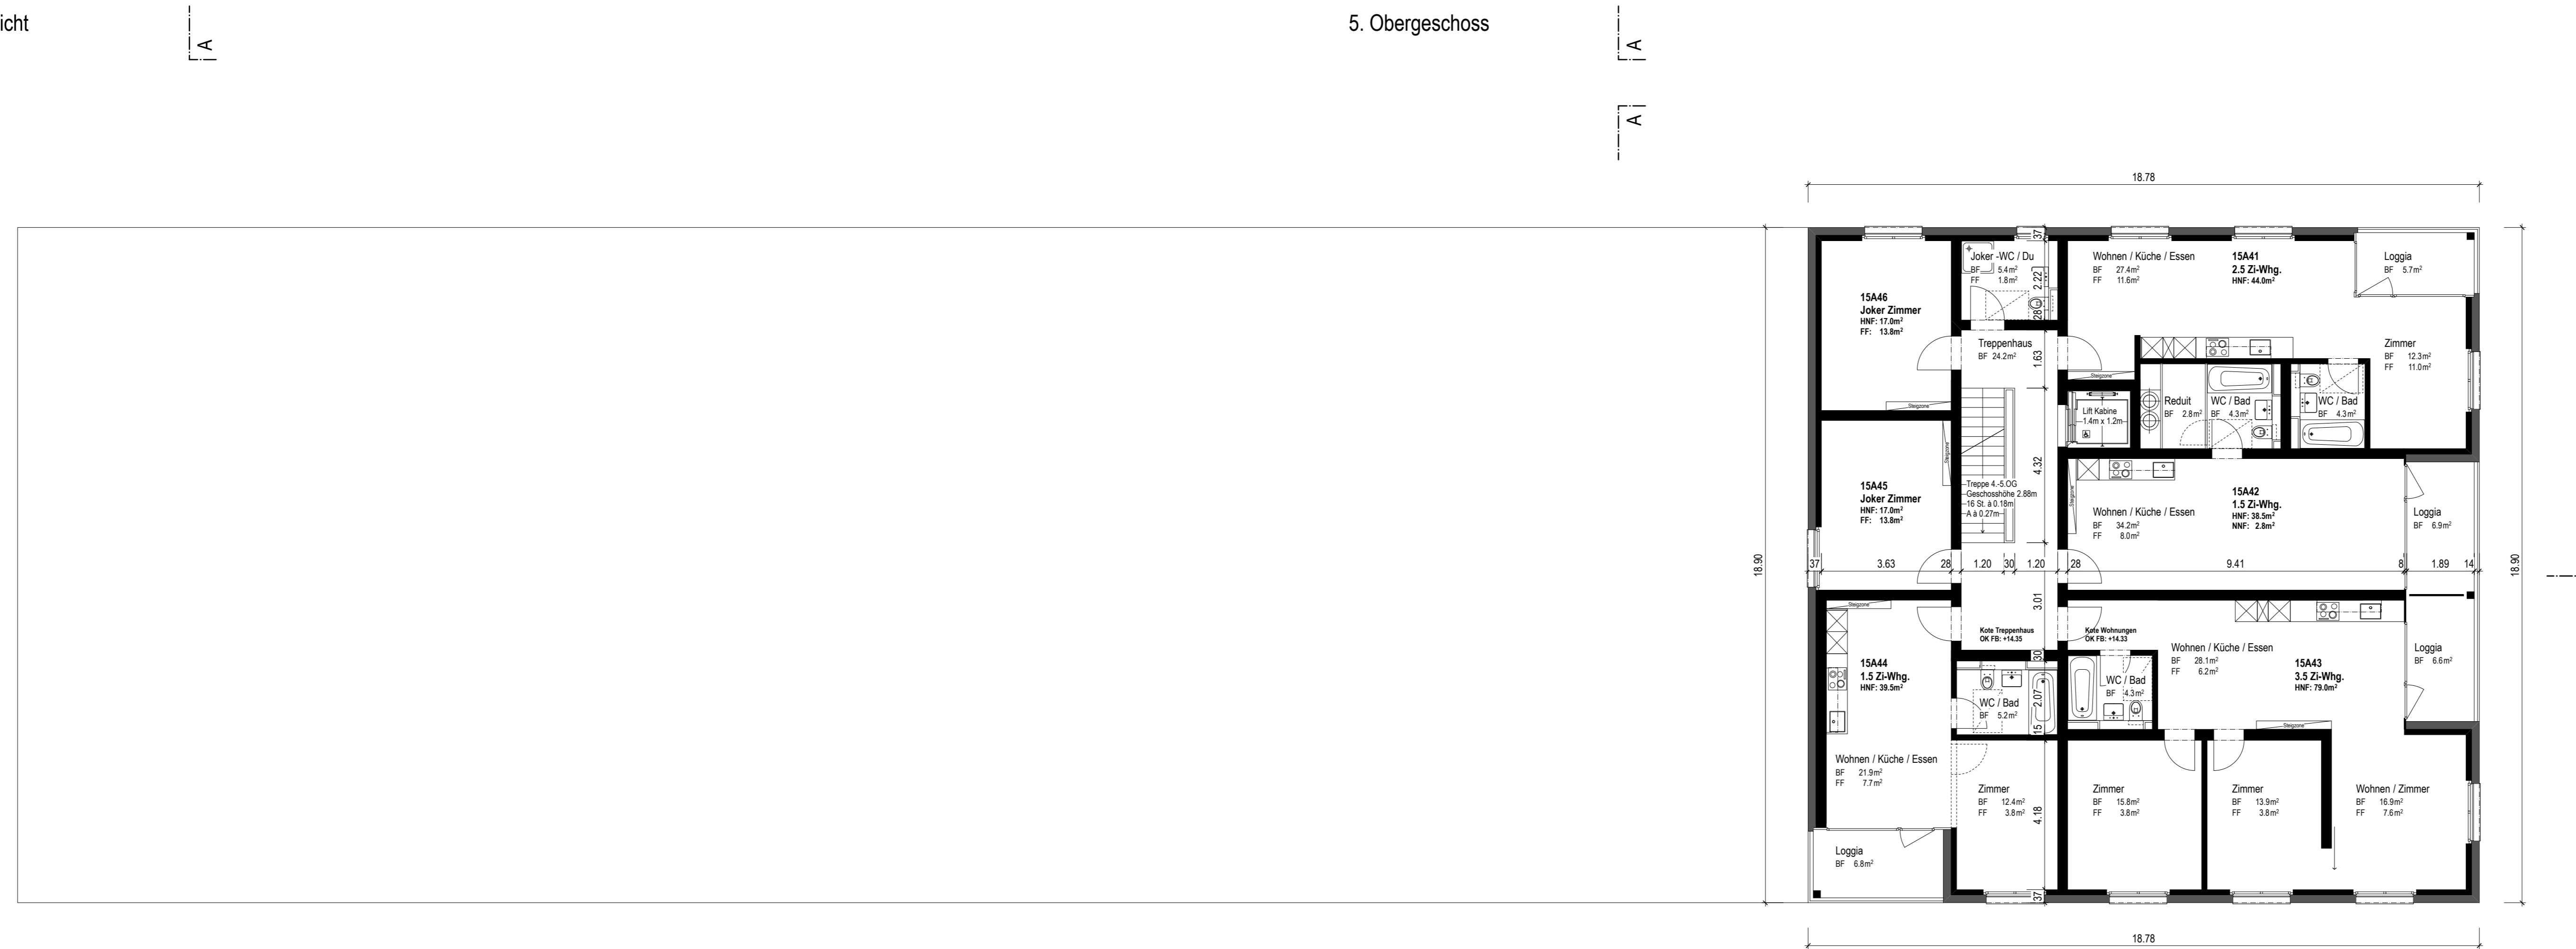 icht
A
5. Obergeschoss
A
A
18.78
18.90
18.90
18.78
37
2.22
28
1.63
4.32
3.01
30
2.07
15
4.18
37
37
3.63
28
1.20
30
1.20
28
9.41
8
1.89
14
15A46
Joker Zimmer
HNF: 17.0m²
FF: 13.8m²
Steigzone
Joker -WC / Du
BF 5.4m²
FF 1.8m²
Treppenhaus
BF 24.2m²
Wohnen / Küche / Essen
BF 27.4m²
FF 11.6m²
15A41
2.5 Zi-Whg.
HNF: 44.0m²
Loggia
BF 5.7m²
Zimmer
BF 12.3m²
FF 11.0m²
Steigzone
Lift Kabine
1.4m x 1.2m
Reduit
BF 2.8m²
WC / Bad
BF 4.3m²
WC / Bad
BF 4.3m²
15A45
Joker Zimmer
HNF: 17.0m²
FF: 13.8m²
Steigzone
Treppe 4.-5.OG
Geschosshöhe 2.88m
16 St. à 0.18m
A à 0.27m
Steigzone
Wohnen / Küche / Essen
BF 34.2m²
FF 8.0m²
15A42
1.5 Zi-Whg.
HNF: 38.5m²
NNF: 2.8m²
Loggia
BF 6.9m²
Steigzone
Kote Treppenhaus
OK FB: +14.35
Kote Wohnungen
OK FB: +14.33
15A44
1.5 Zi-Whg.
HNF: 39.5m²
WC / Bad
BF 5.2m²
WC / Bad
BF 4.3m²
Wohnen / Küche / Essen
BF 28.1m²
FF 6.2m²
15A43
3.5 Zi-Whg.
HNF: 79.0m²
Loggia
BF 6.6m²
Steigzone
Wohnen / Küche / Essen
BF 21.9m²
FF 7.7m²
Zimmer
BF 12.4m²
FF 3.8m²
Zimmer
BF 15.8m²
FF 3.8m²
Zimmer
BF 13.9m²
FF 3.8m²
Wohnen / Zimmer
BF 16.9m²
FF 7.6m²
Loggia
BF 6.8m²